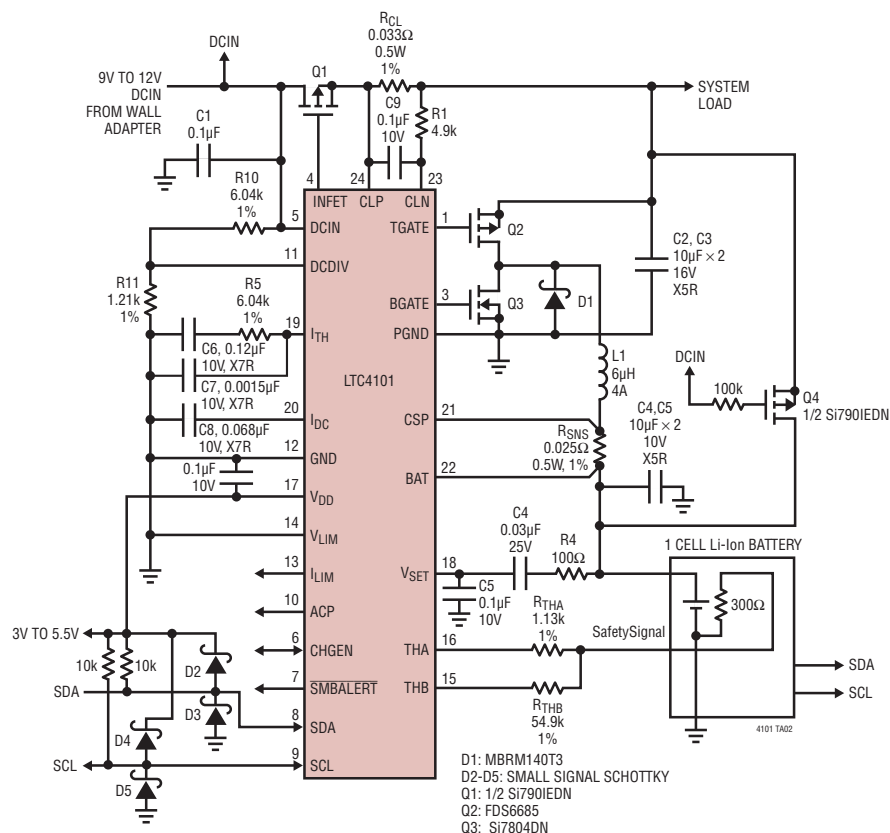 DCIN
9V TO 12V
DCIN
FROM WALL
ADAPTER
C1
0.1µF
Q1
RCL
0.033Ω
0.5W
1%
C9
0.1µF
10V
R1
4.9k
SYSTEM
LOAD
4
24
23
INFET
CLP
CLN
R10
6.04k
1%
5
DCIN
11
DCDIV
R11
1.21k
1%
R5
6.04k
1%
19
ITH
C6, 0.12µF
10V, X7R
C7, 0.0015µF
10V, X7R
20
IDC
C8, 0.068µF
10V, X7R
12
GND
0.1µF
10V
17
VDD
14
VLIM
13
ILIM
10
ACP
6
CHGEN
7
SMBALERT
8
SDA
9
SCL
LTC4101
TGATE
1
Q2
BGATE
3
Q3
PGND
D1
C2, C3
10µF × 2
16V
X5R
L1
6µH
4A
DCIN
100k
Q4
1/2 Si790IEDN
CSP
21
RSNS
0.025Ω
0.5W, 1%
C4,C5
10µF × 2
10V
X5R
BAT
22
VSET
18
C4
0.03µF
25V
R4
100Ω
C5
0.1µF
10V
1 CELL Li-Ion BATTERY
300Ω
THA
16
RTHA
1.13k
1%
SafetySignal
THB
15
RTHB
54.9k
1%
SDA
SCL
4101 TA02
3V TO 5.5V
10k
10k
D2
SDA
D3
D4
SCL
D5
D1: MBRM140T3
D2-D5: SMALL SIGNAL SCHOTTKY
Q1: 1/2 Si790IEDN
Q2: FDS6685
Q3: Si7804DN